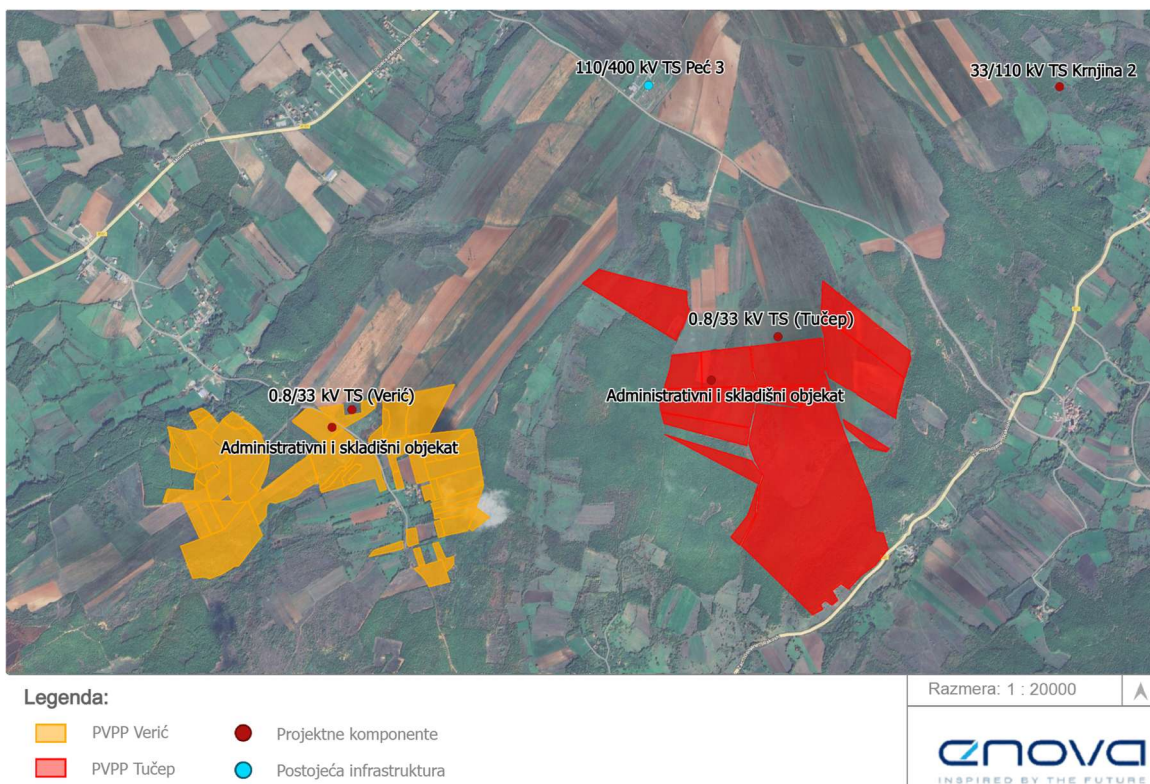 110/400 kV TS Peć 3
33/110 kV TS Krnjina 2
0.8/33 kV TS (Tučep)
Administrativni i skladišni objekat
0.8/33 kV TS (Verić)
Administrativni i skladišni objekat
Legenda:
PVPP Verić
Projektne komponente
PVPP Tučep
Postojeća infrastruktura
Razmera: 1 : 20000
enova
INSPIRED BY THE FUTURE